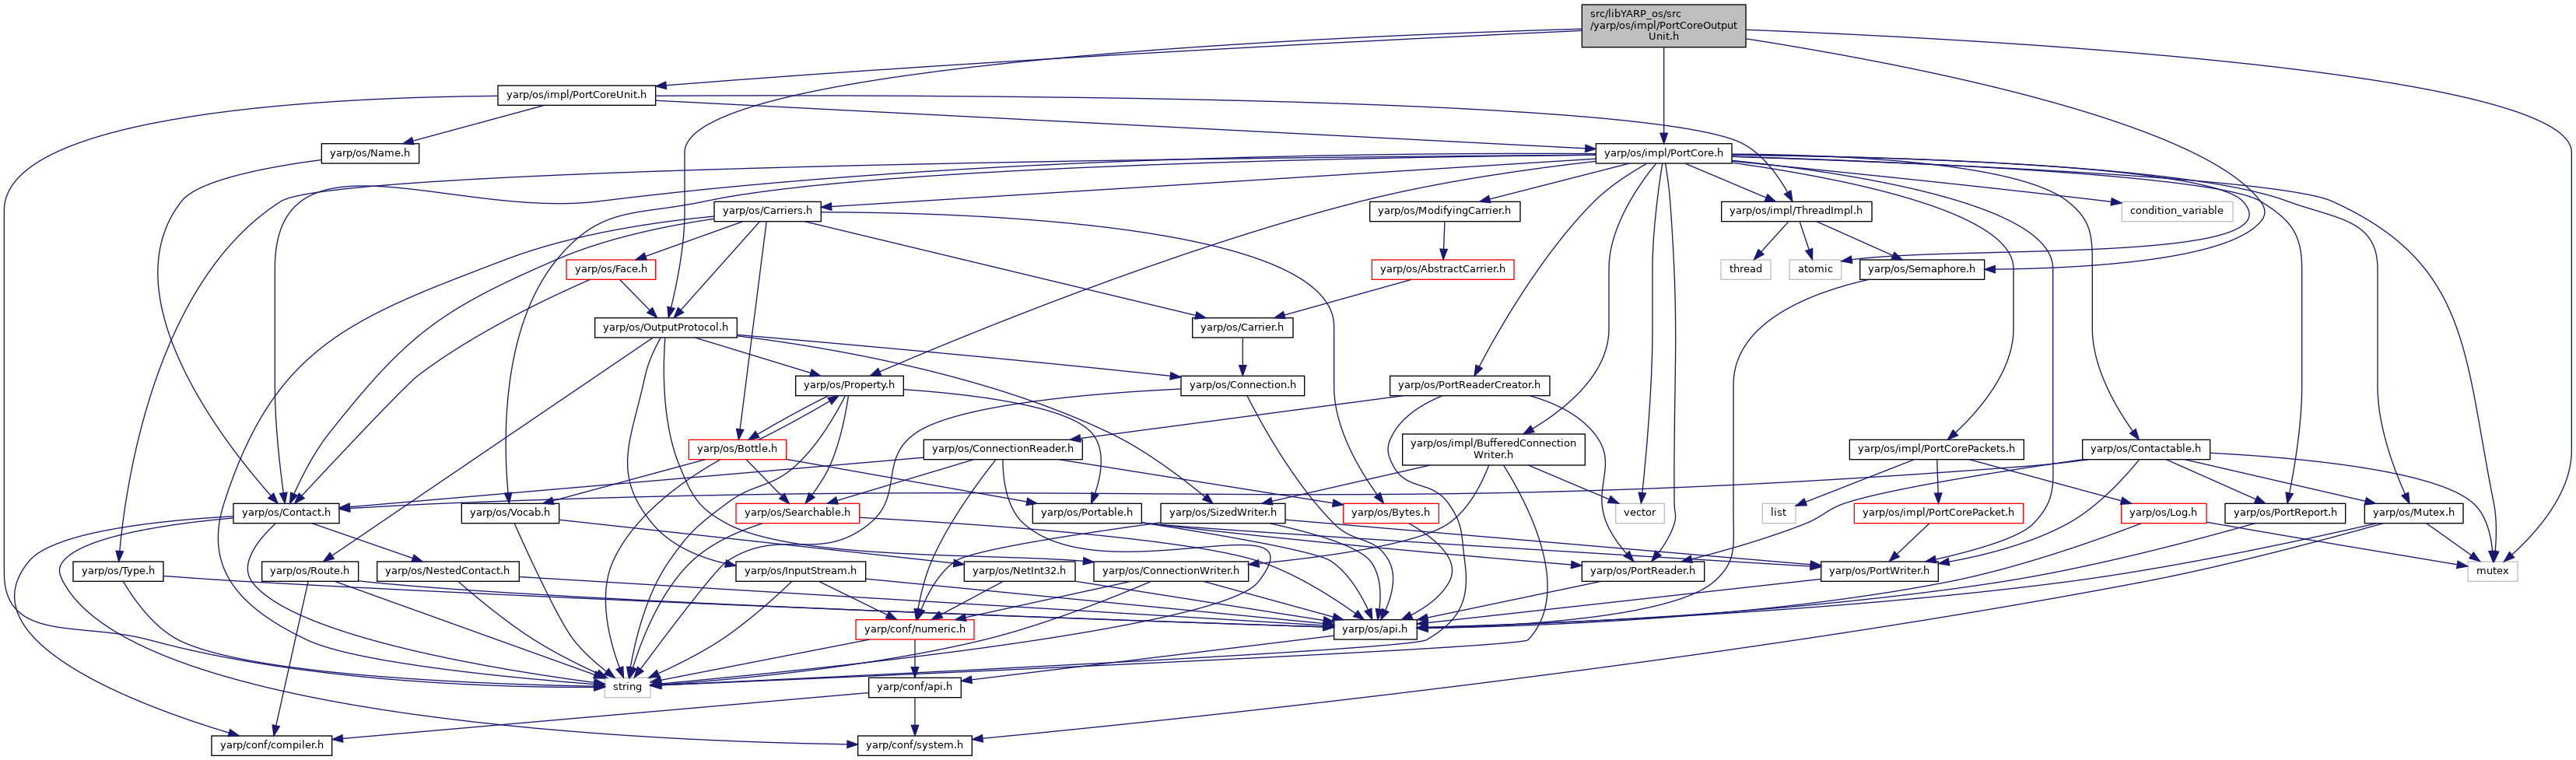 src/libYARP_os/src
/yarp/os/impl/PortCoreOutput
Unit.h
yarp/os/impl/PortCoreUnit.h
yarp/os/Name.h
yarp/os/impl/PortCore.h
yarp/os/Carriers.h
yarp/os/ModifyingCarrier.h
yarp/os/impl/ThreadImpl.h
condition_variable
yarp/os/Face.h
yarp/os/AbstractCarrier.h
thread
atomic
yarp/os/Semaphore.h
yarp/os/OutputProtocol.h
yarp/os/Carrier.h
yarp/os/Property.h
yarp/os/Connection.h
yarp/os/PortReaderCreator.h
yarp/os/Bottle.h
yarp/os/ConnectionReader.h
yarp/os/impl/BufferedConnection
Writer.h
yarp/os/impl/PortCorePackets.h
yarp/os/Contactable.h
yarp/os/Contact.h
yarp/os/Vocab.h
yarp/os/Searchable.h
yarp/os/Portable.h
yarp/os/SizedWriter.h
yarp/os/Bytes.h
vector
list
yarp/os/impl/PortCorePacket.h
yarp/os/Log.h
yarp/os/PortReport.h
yarp/os/Mutex.h
yarp/os/Type.h
yarp/os/Route.h
yarp/os/NestedContact.h
yarp/os/InputStream.h
yarp/os/NetInt32.h
yarp/os/ConnectionWriter.h
yarp/os/PortReader.h
yarp/os/PortWriter.h
mutex
yarp/conf/numeric.h
yarp/os/api.h
string
yarp/conf/api.h
yarp/conf/compiler.h
yarp/conf/system.h